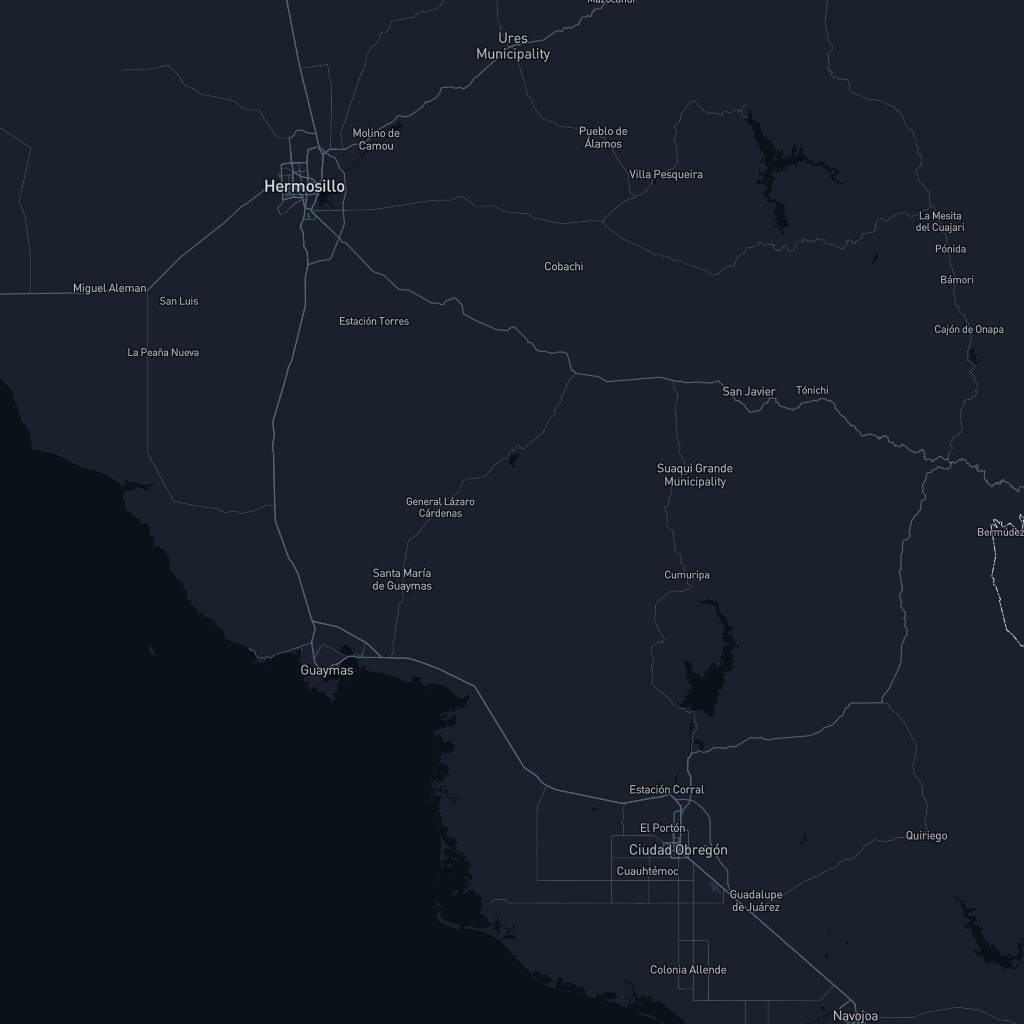 Mazocahui
Ures
Municipality
Molino de
Camou
Pueblo de
Álamos
Villa Pesqueira
Hermosillo
La Mesita
del Cuajari
Pónida
Cobachi
Bámori
Miguel Aleman
San Luis
Estación Torres
Cajón de Onapa
La Peaña Nueva
San Javier
Tónichi
Suaqui Grande
Municipality
General Lázaro
Cárdenas
Bermúdez
Santa María
de Guaymas
Cumuripa
Guaymas
Estación Corral
El Portón
Quiriego
Ciudad Obregón
Cuauhtémoc
Guadalupe
de Juárez
Colonia Allende
Navojoa